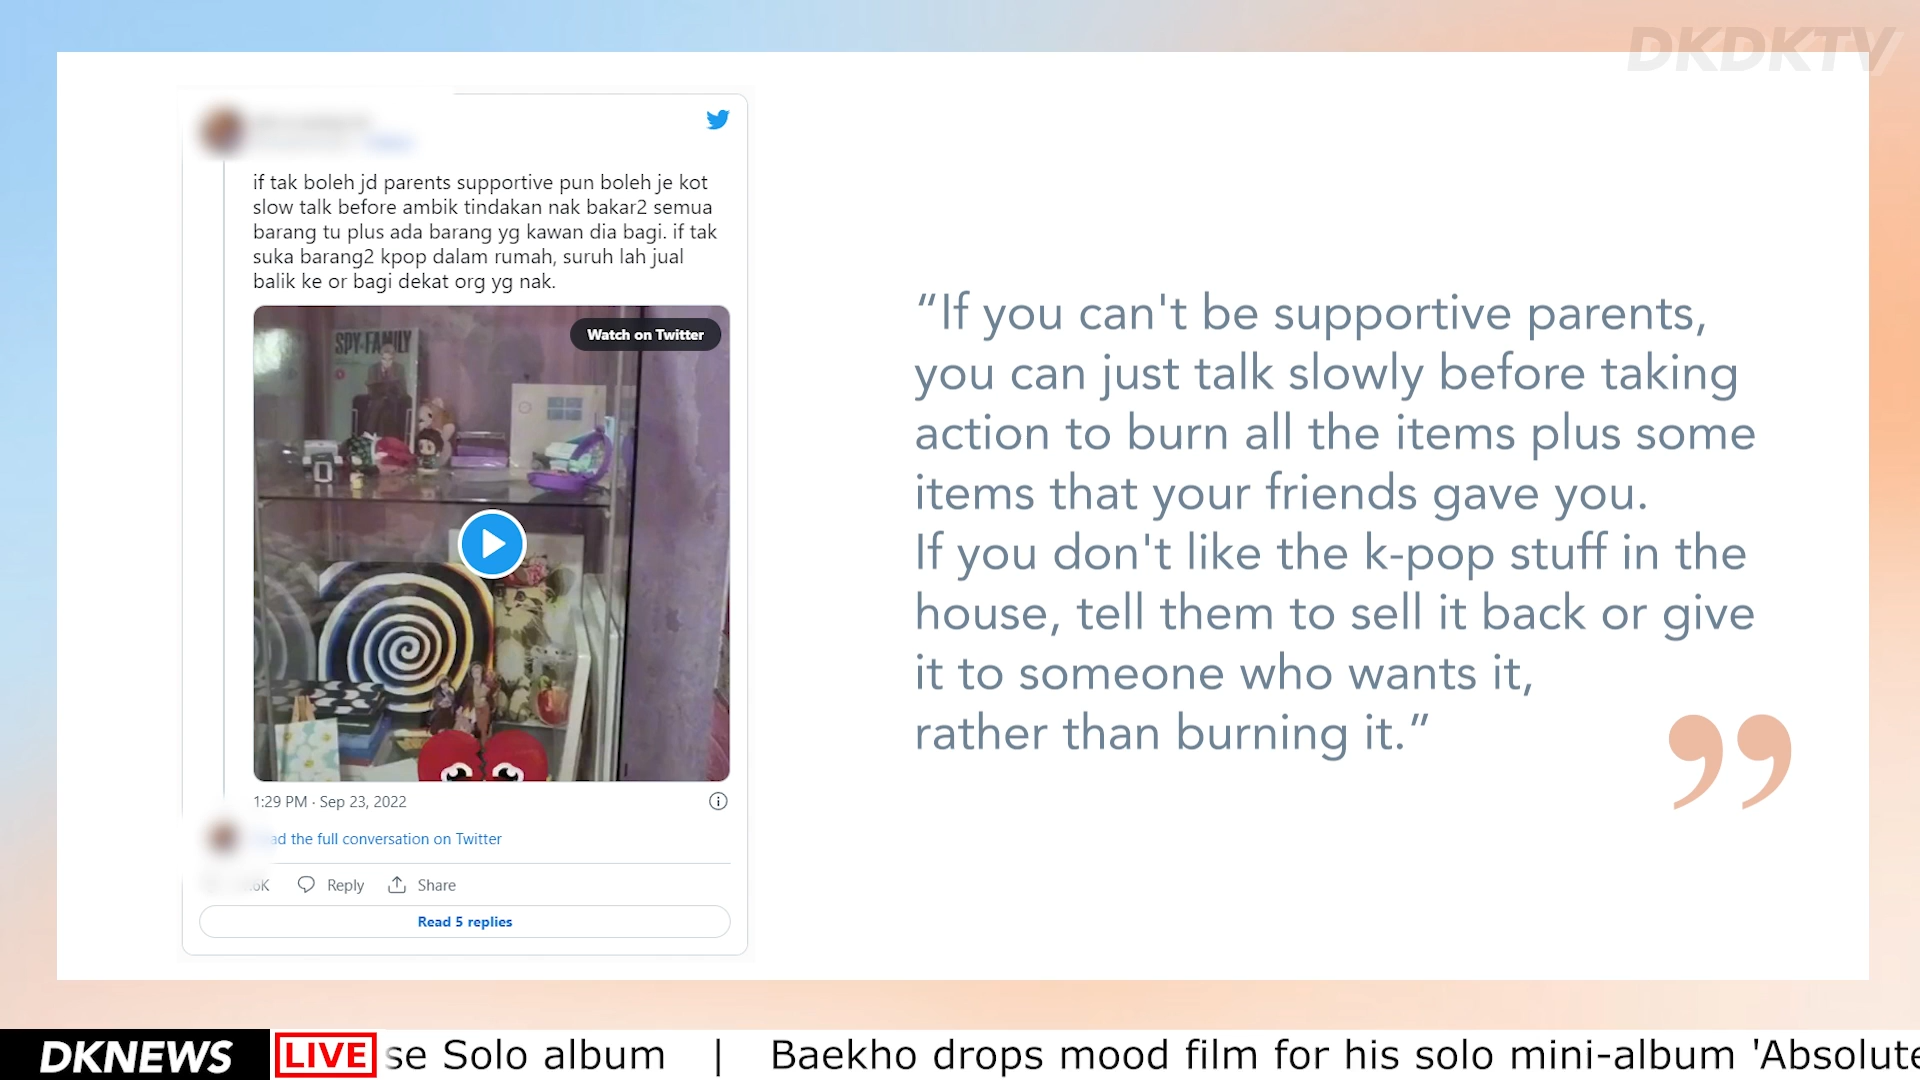 DKDKTV
if tak boleh jd parents supportive pun boleh je kot
slow talk before ambik tindakan nak bakar2 semua
barang tu plus ada barang yg kawan dia bagi. if tak
suka barang2 kpop dalam rumah, suruh lah jual
balik ke or bagi dekat org yg nak.
Watch on Twitter
SPY×FAMILY
1:29 PM · Sep 23, 2022
ad the full conversation on Twitter
Reply Share
Read 5 replies
“If you can't be supportive parents,
you can just talk slowly before taking
action to burn all the items plus some
items that your friends gave you.
If you don't like the k-pop stuff in the
house, tell them to sell it back or give
it to someone who wants it,
rather than burning it.”
”
DKNEWS LIVE se Solo album | Baekho drops mood film for his solo mini-album 'Absolute